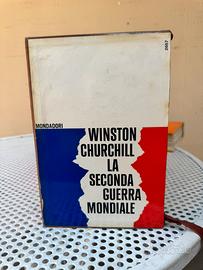 MONDADORI
WINSTON
CHURCHILL
LA
SECONDA
GUERRA
MONDIALE